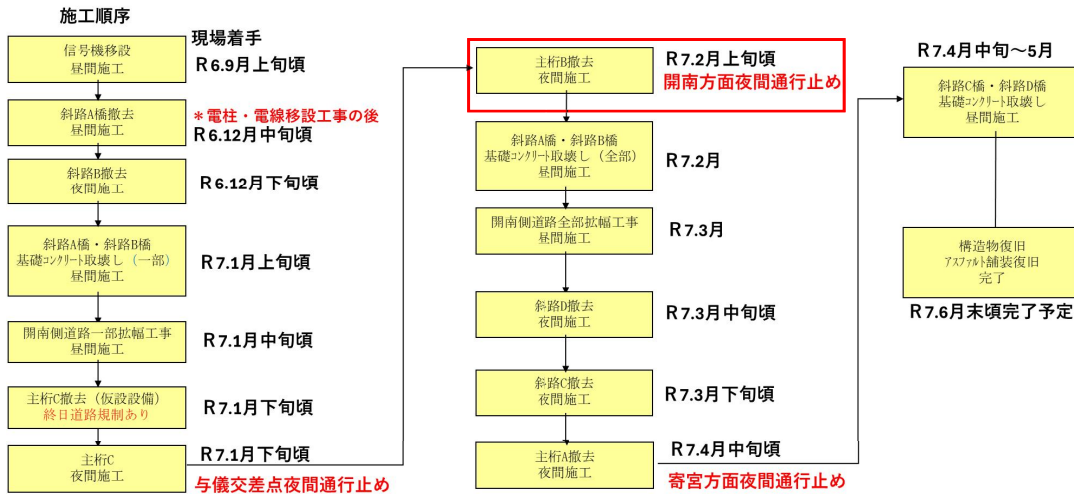 施工順序
信号機移設
昼間施工
現場着手
R6.9月上旬頃
斜路A橋撤去
昼間施工
＊電柱・電線移設工事の後
R6.12月中旬頃
斜路B撤去
夜間施工
R6.12月下旬頃
斜路A橋・斜路B橋
基礎ｺﾝｸﾘｰﾄ取壊し（一部）
昼間施工
R7.1月上旬頃
開南側道路一部拡幅工事
昼間施工
R7.1月中旬頃
主桁C撤去（仮設設備）
終日道路規制あり
R7.1月下旬頃
主桁C
夜間施工
R7.1月下旬頃
与儀交差点夜間通行止め
主桁B撤去
夜間施工
R7.2月上旬頃
開南方面夜間通行止め
斜路A橋・斜路B橋
基礎ｺﾝｸﾘｰﾄ取壊し（全部）
昼間施工
R7.2月
開南側道路全部拡幅工事
昼間施工
R7.3月
斜路D撤去
夜間施工
R7.3月中旬頃
斜路C撤去
夜間施工
R7.3月下旬頃
主桁A撤去
夜間施工
R7.4月中旬頃
寄宮方面夜間通行止め
R7.4月中旬～5月
斜路C橋・斜路D橋
基礎ｺﾝｸﾘｰﾄ取壊し
昼間施工
構造物復旧
ｱｽﾌｧﾙﾄ舗装復旧
完了
R7.6月末頃完了予定